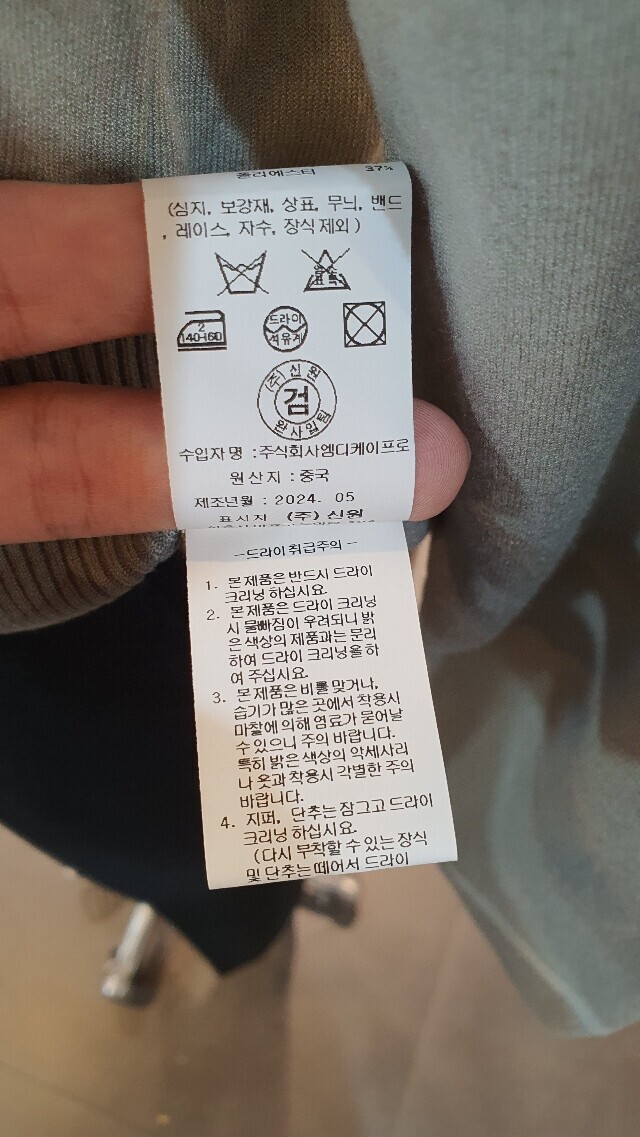 폴리에스터 37%
(심지, 보강재, 상표, 무늬, 밴드
, 레이스, 자수, 장식 제외 )
염소
표백
2
140~160
드라이
석유계
(주) 신원
검
완사입팀
수입자명 : 주식회사엠디케이프로
원산지 : 중국
제조년월 : 2024. 05
표시자 (주) 신원
-드라이 취급주의-
1. 본 제품은 반드시 드라이
크리닝 하십시요.
2. 본 제품은 드라이 크리닝
시 물빠짐이 우려되니 밝
은 색상의 제품과는 분리
하여 드라이 크리닝을 하
여 주십시요.
3. 본 제품은 비를 맞거나,
습기가 많은 곳에서 착용시
마찰에 의해 염료가 묻어날
수 있으니 주의 바랍니다.
특히 밝은 색상의 악세사리
나 옷과 착용시 각별한 주의
바랍니다.
4. 지퍼, 단추는 잠그고 드라이
크리닝 하십시요.
(다시 부착할 수 있는 장식
및 단추는 떼어서 드라이